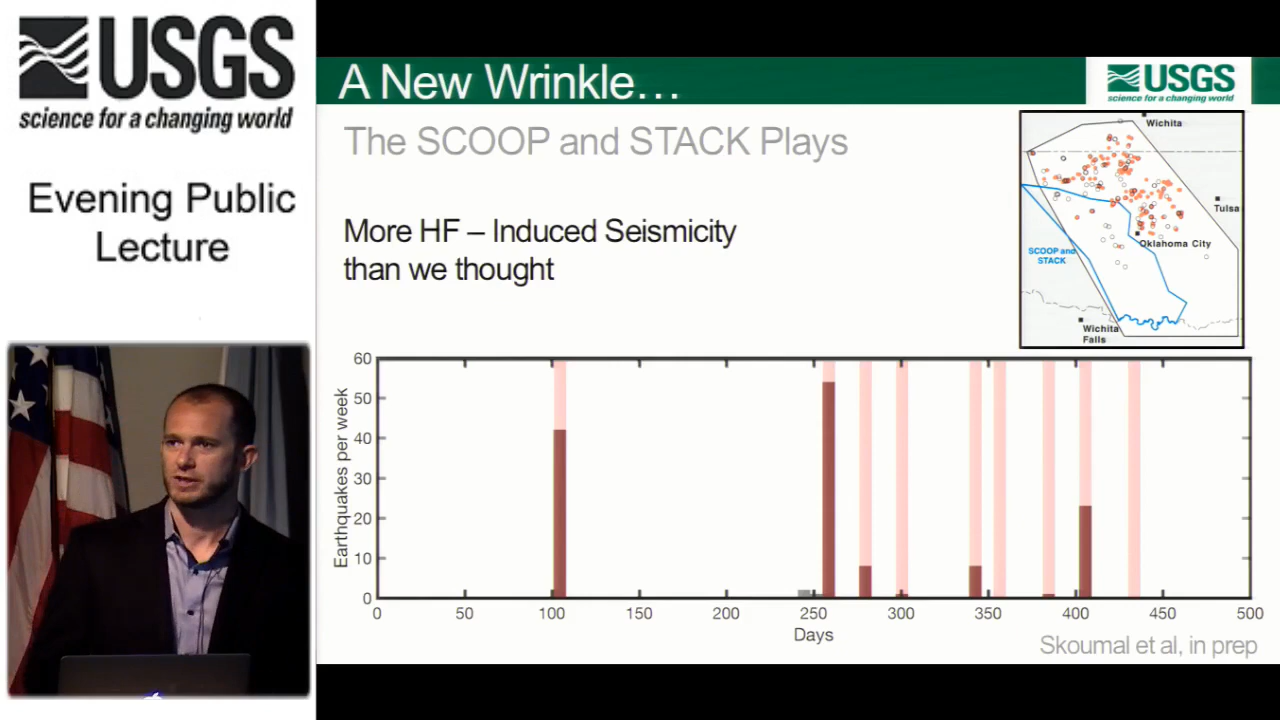 USGS
science for a changing world
Evening Public
Lecture
A New Wrinkle...
USGS
science for a changing world
The SCOOP and STACK Plays
More HF – Induced Seismicity
than we thought
Wichita
Tulsa
Oklahoma City
SCOOP and
STACK
Wichita
Falls
Earthquakes per week
60
50
40
30
20
10
0
0 50 100 150 200 250 300 350 400 450 500
Days
Skoumal et al, in prep